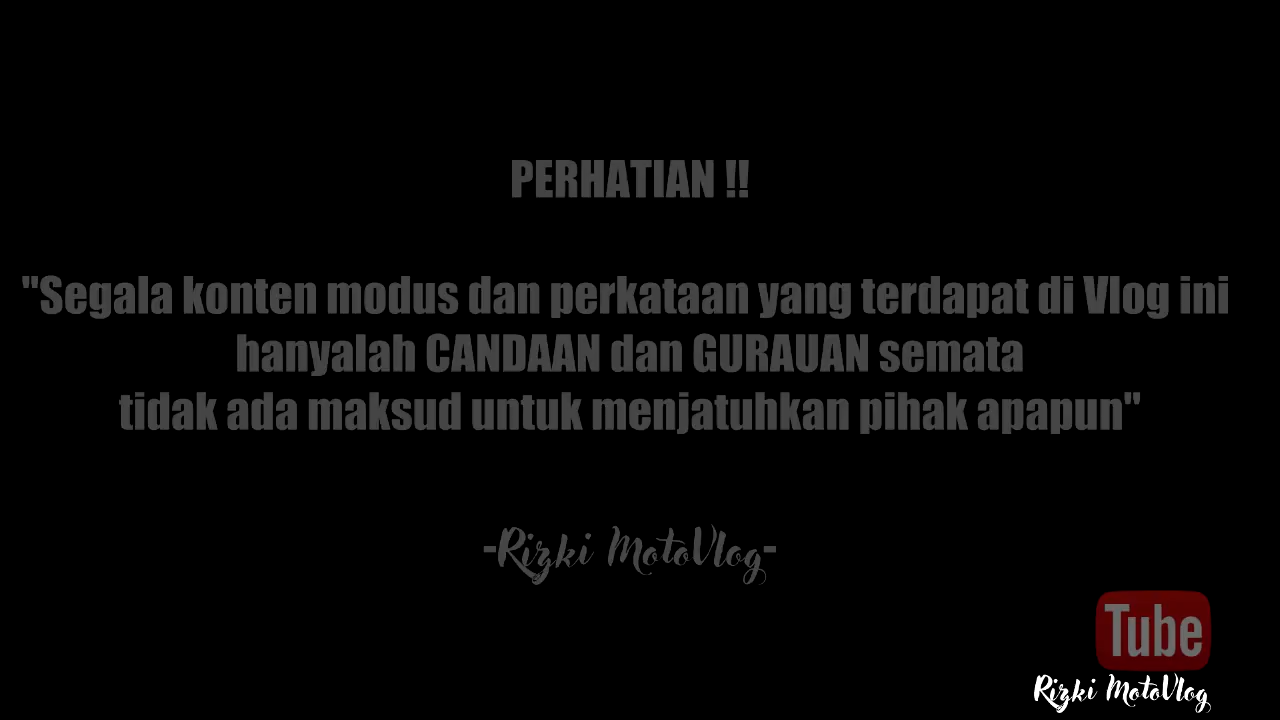 PERHATIAN !!
"Segala konten modus dan perkataan yang terdapat di Vlog ini
hanyalah CANDAAN dan GURAUAN semata
tidak ada maksud untuk menjatuhkan pihak apapun"
-Rizki MotoVlog-
Tube
Rizki MotoVlog